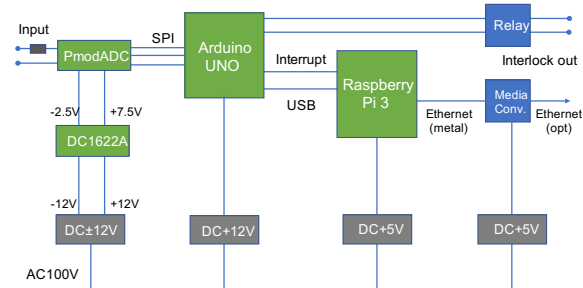 Input
PmodADC
SPI
Arduino
UNO
Relay
Interlock out
Interrupt
USB
Raspberry
Pi 3
Ethernet
(metal)
Media
Conv.
Ethernet
(opt)
-2.5V
+7.5V
DC1622A
-12V
+12V
DC±12V
DC+12V
DC+5V
DC+5V
AC100V